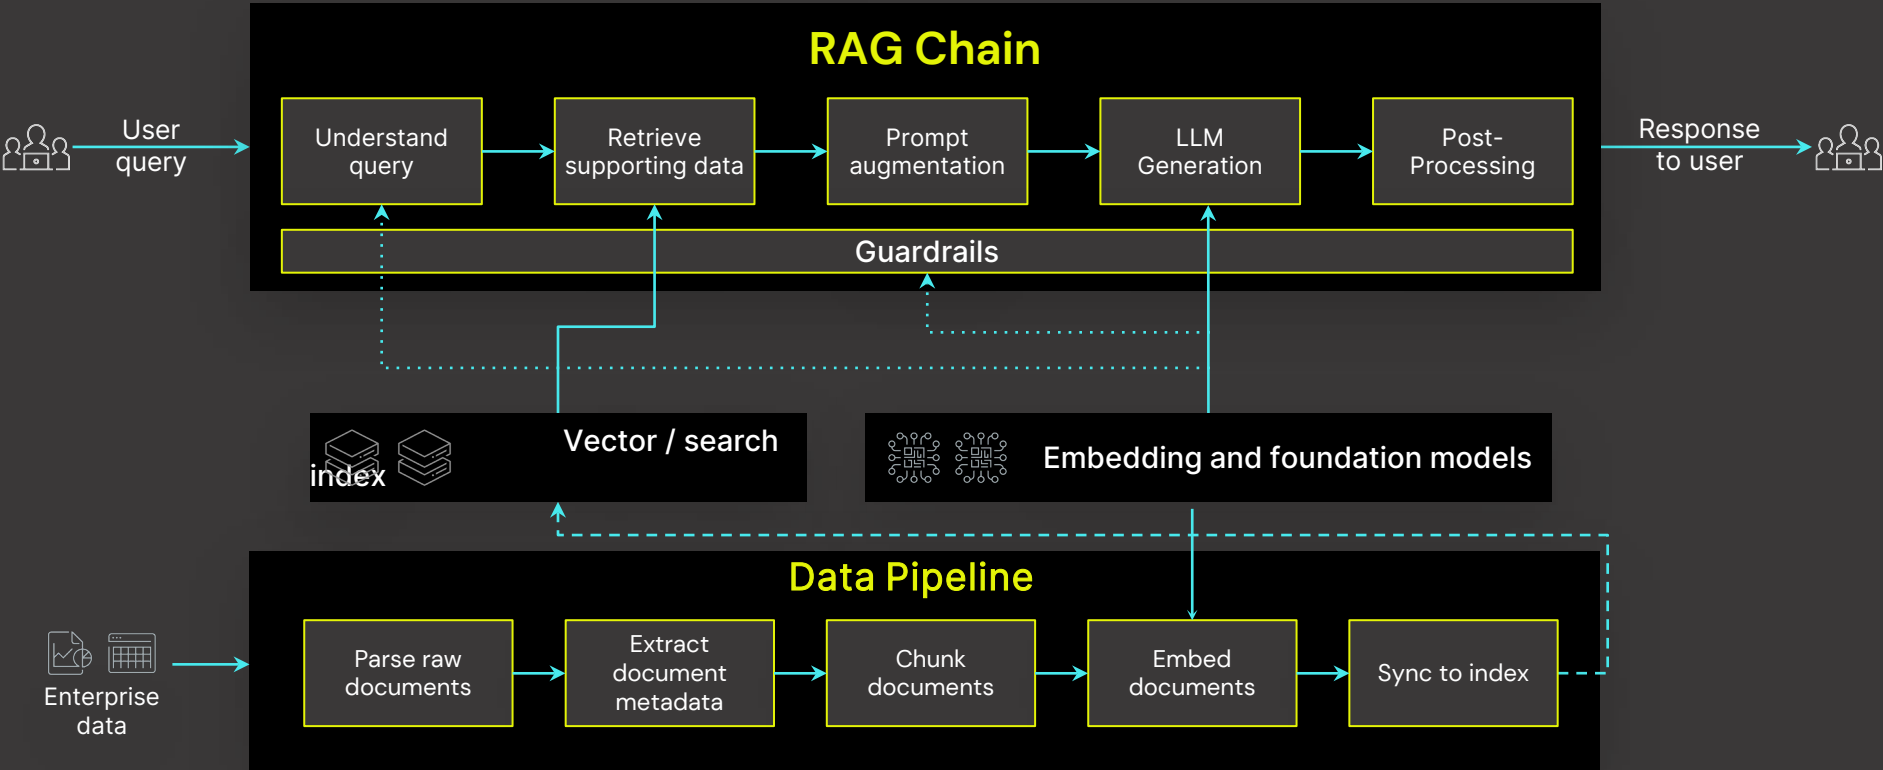 RAG Chain
User
query
Understand
query
Retrieve
supporting data
Prompt
augmentation
LLM
Generation
Post-
Processing
Response
to user
Guardrails
Vector / search
index
Embedding and foundation models
Data Pipeline
Enterprise
data
Parse raw
documents
Extract
document
metadata
Chunk
documents
Embed
documents
Sync to index